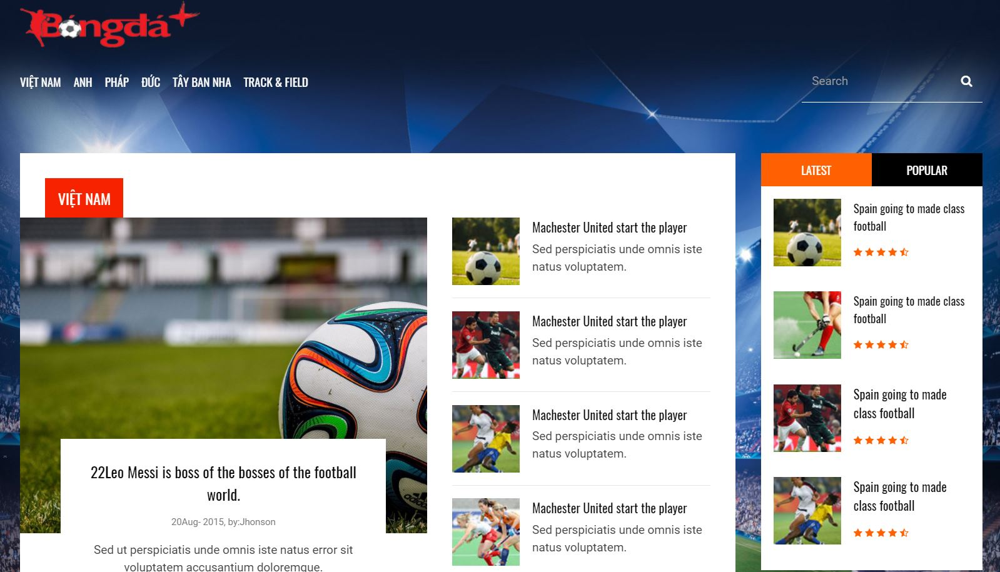 Bóngdá+
VIỆT NAM ANH PHÁP ĐỨC TÂY BAN NHA TRACK & FIELD
Search
VIỆT NAM
22Leo Messi is boss of the bosses of the football
world.
20Aug- 2015, by:Jhonson
Sed ut perspiciatis unde omnis iste natus error sit
voluptatem accusantium doloremque.
Machester United start the player
Sed perspiciatis unde omnis iste
natus voluptatem.
Machester United start the player
Sed perspiciatis unde omnis iste
natus voluptatem.
Machester United start the player
Sed perspiciatis unde omnis iste
natus voluptatem.
Machester United start the player
Sed perspiciatis unde omnis iste
natus voluptatem.
LATEST POPULAR
Spain going to made class
football
Spain going to made class
football
Spain going to made
class football
Spain going to made
class football